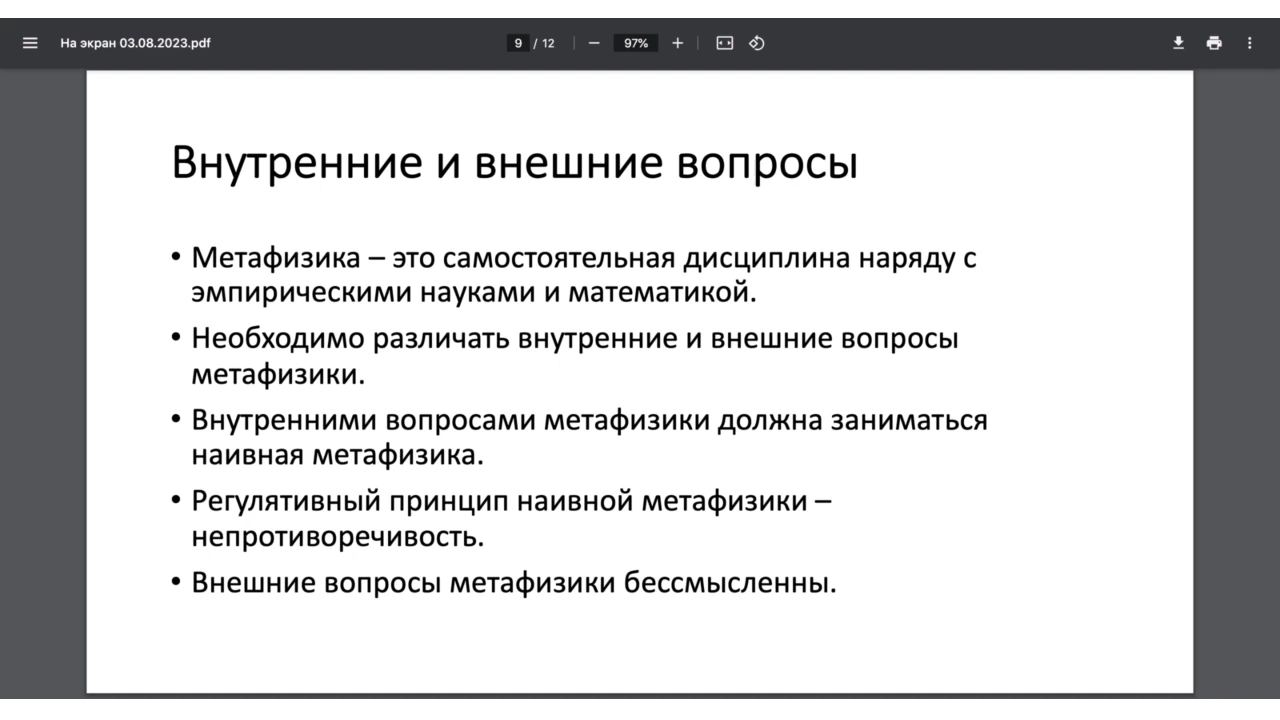 На экран 03.08.2023.pdf
9 / 12
97%
Внутренние и внешние вопросы
• Метафизика – это самостоятельная дисциплина наряду с
эмпирическими науками и математикой.
• Необходимо различать внутренние и внешние вопросы
метафизики.
• Внутренними вопросами метафизики должна заниматься
наивная метафизика.
• Регулятивный принцип наивной метафизики –
непротиворечивость.
• Внешние вопросы метафизики бессмысленны.